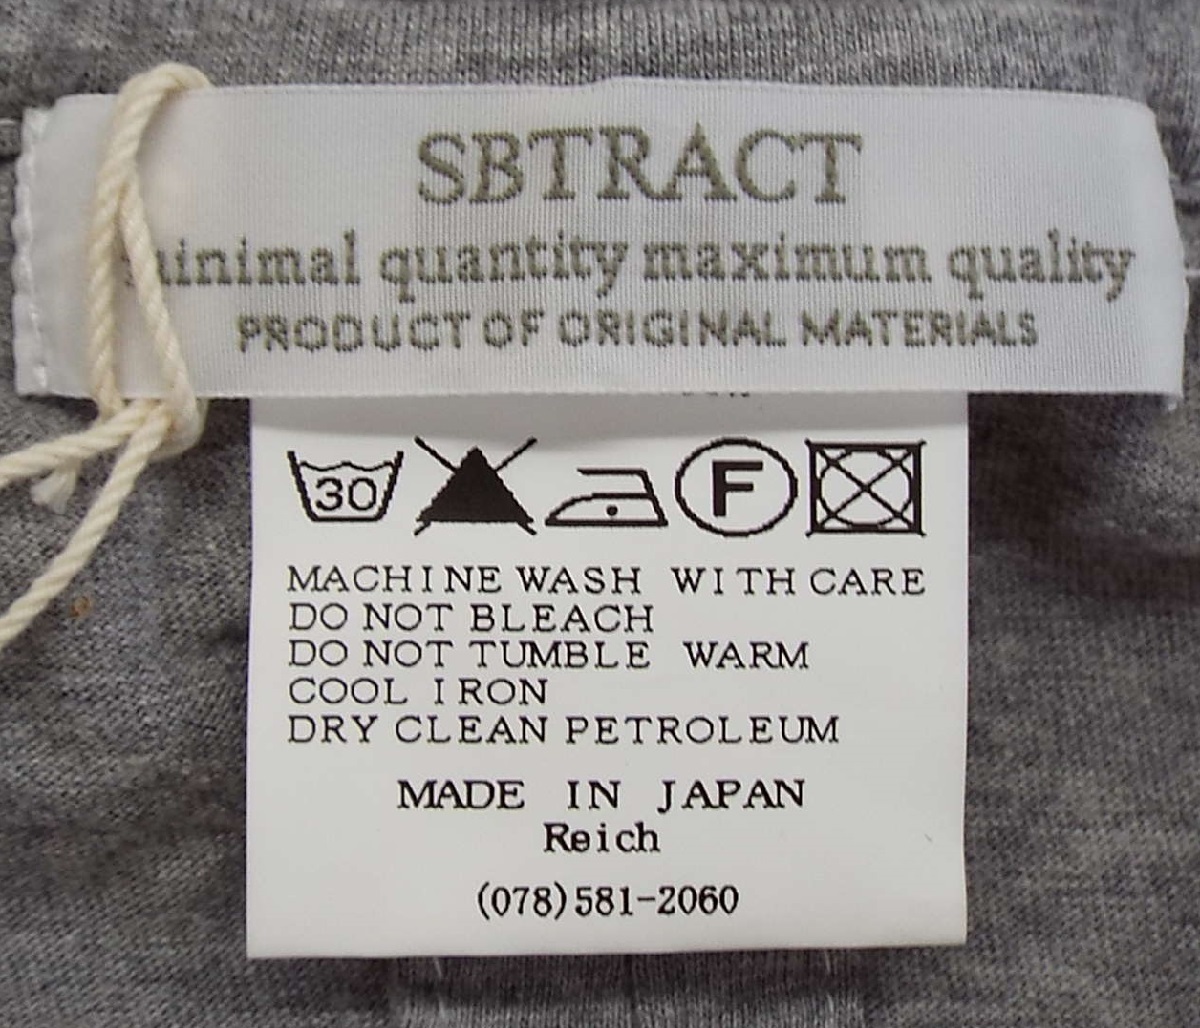 SBTRACT
quantity maximum quality
PRODUCT OF ORIGINAL MATERIALS
30 F
MACHINE WASH WITH CARE
DO NOT BLEACH
DO NOT TUMBLE WARM
COOL IRON
DRY CLEAN PETROLEUM
MADE IN JAPAN
Reich
(078)581-2060